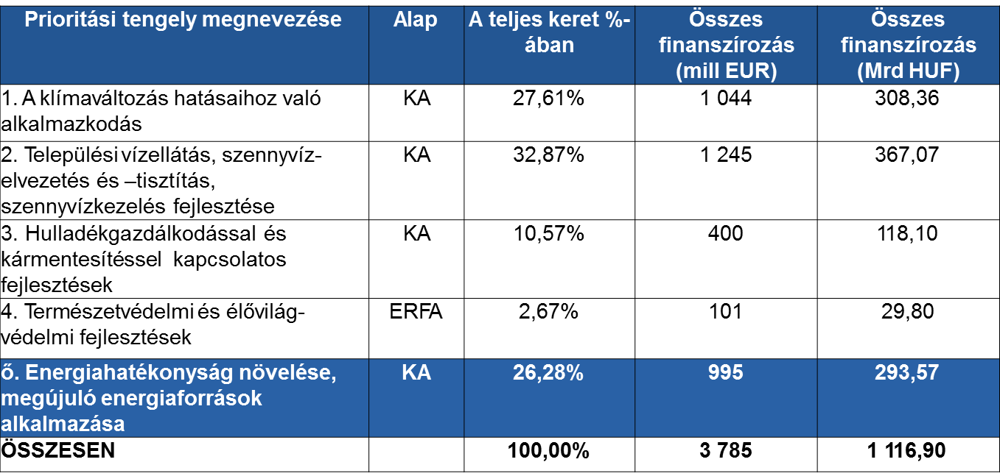 Prioritási tengely megnevezése Alap A teljes keret %-ában Összes finanszírozás (mill EUR) Összes finanszírozás (Mrd HUF)
1. A klímaváltozás hatásaihoz való KA 27,61% 1 044 308,36
alkalmazkodás
2. Települési vízellátás, szennyvíz- KA 32,87% 1 245 367,07
elvezetés és –tisztítás,
szennyvízkezelés fejlesztése
3. Hulladékgazdálkodással és KA 10,57% 400 118,10
kármentesítéssel kapcsolatos
fejlesztések
4. Természetvédelmi és élővilág- ERFA 2,67% 101 29,80
védelmi fejlesztések
ő. Energiahatékonyság növelése, KA 26,28% 995 293,57
megújuló energiaforrások
alkalmazása
ÖSSZESEN 100,00% 3 785 1 116,90